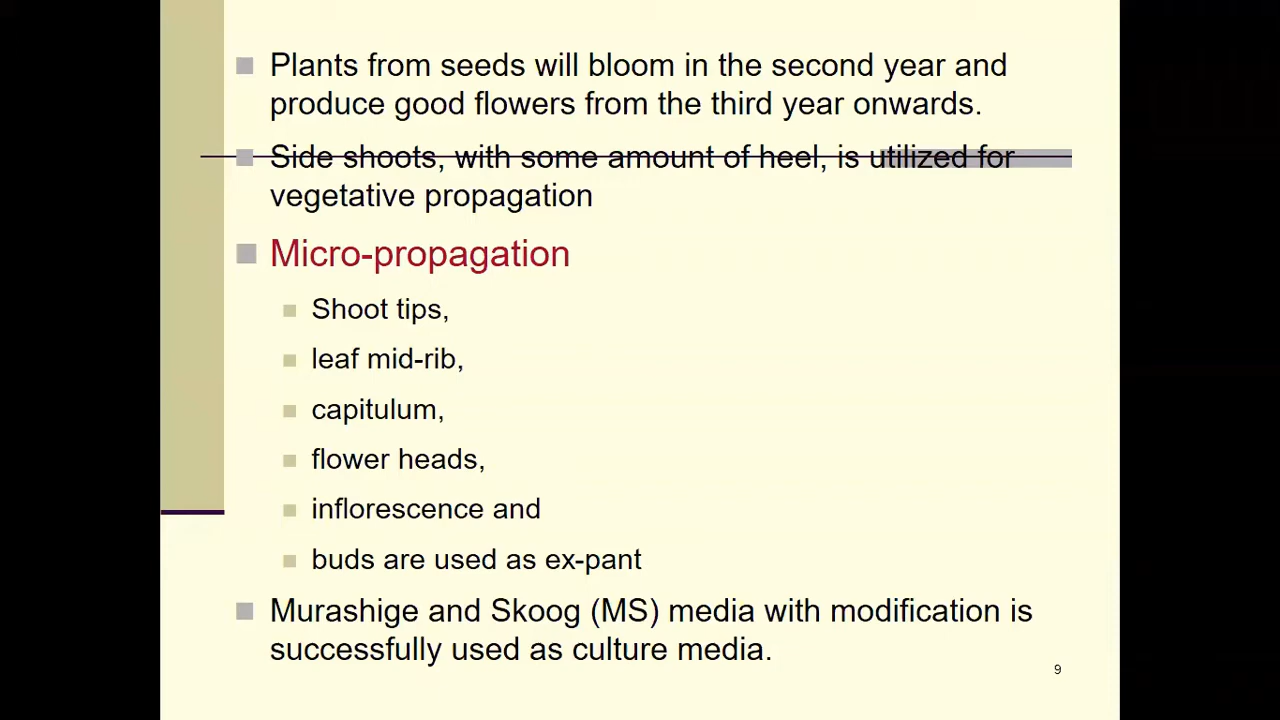 Plants from seeds will bloom in the second year and
produce good flowers from the third year onwards.
Side shoots, with some amount of heel, is utilized for
vegetative propagation
Micro-propagation
Shoot tips,
leaf mid-rib,
capitulum,
flower heads,
inflorescence and
buds are used as ex-pant
Murashige and Skoog (MS) media with modification is
successfully used as culture media.
9